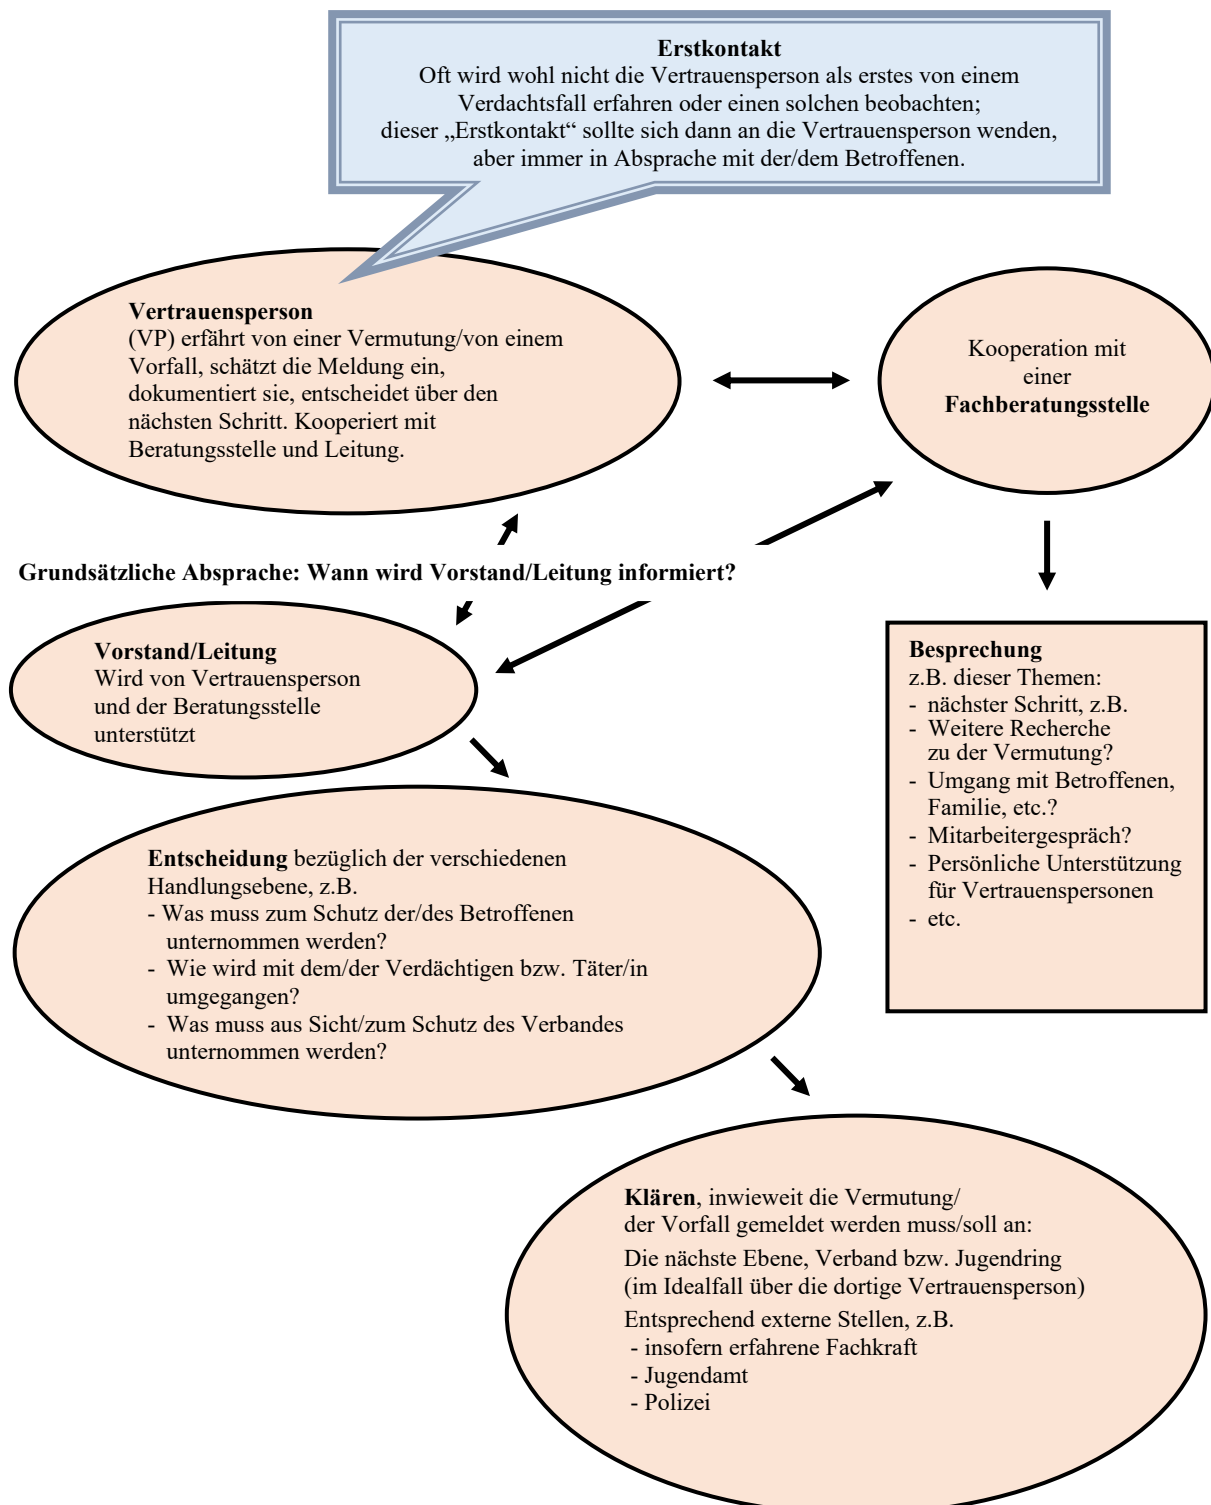 Erstkontakt
Oft wird wohl nicht die Vertrauensperson als erstes von einem
Verdachtsfall erfahren oder einen solchen beobachten;
dieser „Erstkontakt“ sollte sich dann an die Vertrauensperson wenden,
aber immer in Absprache mit der/dem Betroffenen.
Vertrauensperson
(VP) erfährt von einer Vermutung/von einem
Vorfall, schätzt die Meldung ein,
dokumentiert sie, entscheidet über den
nächsten Schritt. Kooperiert mit
Beratungsstelle und Leitung.
Kooperation mit
einer
Fachberatungsstelle
Grundsätzliche Absprache: Wann wird Vorstand/Leitung informiert?
Vorstand/Leitung
Wird von Vertrauensperson
und der Beratungsstelle
unterstützt
Besprechung
z.B. dieser Themen:
- nächster Schritt, z.B.
- Weitere Recherche
zu der Vermutung?
- Umgang mit Betroffenen,
Familie, etc.?
- Mitarbeitergespräch?
- Persönliche Unterstützung
für Vertrauenspersonen
- etc.
Entscheidung bezüglich der verschiedenen
Handlungsebene, z.B.
- Was muss zum Schutz der/des Betroffenen
unternommen werden?
- Wie wird mit dem/der Verdächtigen bzw. Täter/in
umgegangen?
- Was muss aus Sicht/zum Schutz des Verbandes
unternommen werden?
Klären, inwieweit die Vermutung/
der Vorfall gemeldet werden muss/soll an:
Die nächste Ebene, Verband bzw. Jugendring
(im Idealfall über die dortige Vertrauensperson)
Entsprechend externe Stellen, z.B.
- insofern erfahrene Fachkraft
- Jugendamt
- Polizei